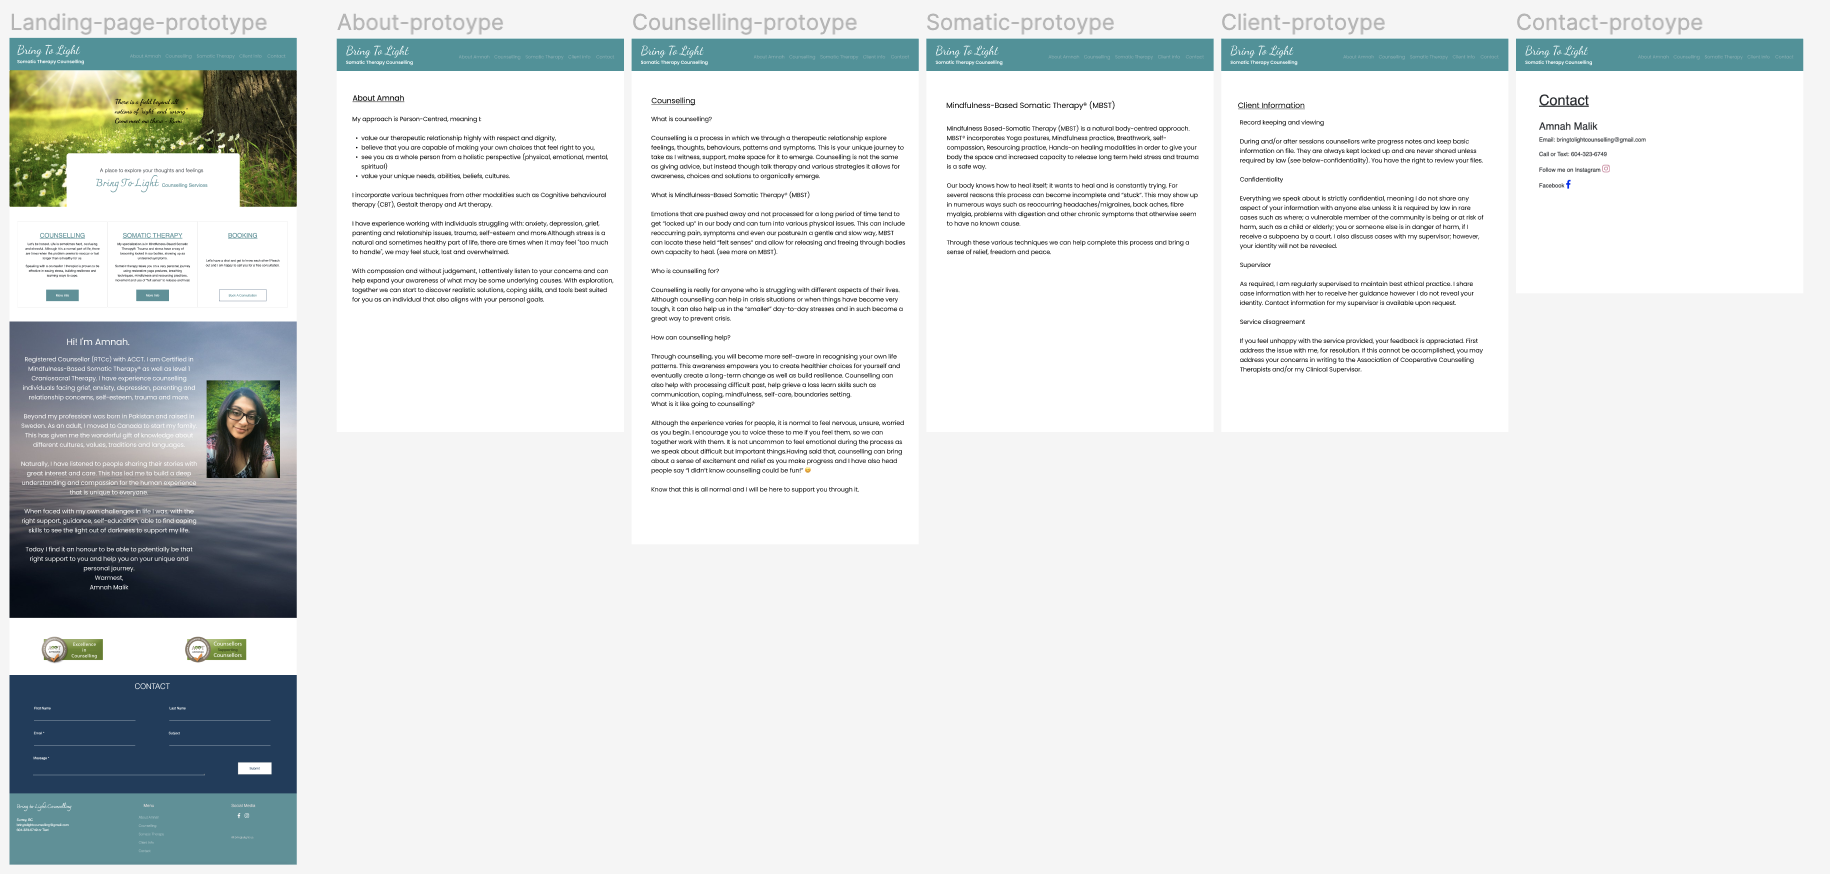 Landing-page-prototype
Bring To Light
Somatic Therapy Counselling
About Amnah Counselling Somatic Therapy Client Info Contact
There is a field beyond all
notions of "right" and "wrong"
Come meet me there - Rumi
A place to explore your thoughts and feelings
Bring To Light Counselling Services
COUNSELLING
More Info
SOMATIC THERAPY
More Info
BOOKING
Book A Consultation
Hi! I'm Amnah.
Registered Counsellor (RTCc) with ACCT. I am Certified in
Mindfulness-Based Somatic Therapy® as well as level 1
Craniosacral Therapy. I have experience counselling
individuals facing grief, anxiety, depression, parenting and
relationship concerns, self-esteem, trauma and more.
Beyond my profession I was born in Pakistan and raised in
Sweden. As an adult, I moved to Canada to start my family.
This has given me the wonderful gift of knowledge about
different cultures, values, traditions and languages.
Naturally, I have listened to people sharing their stories with
great interest and care. This has led me to build a deep
understanding and compassion for the human experience
that is unique to everyone.
When faced with my own challenges in life I was, with the
right support, guidance, self-education, able to find coping
skills to see the light out of darkness to support my life.
Today I find it an honour to be able to potentially be that
right support to you and help you on your unique and
personal journey.
Warmest,
Amnah Malik
ACCT
Excellence
in
Counselling
ACCT
Counsellors
Counsellors
CONTACT
First Name
Last Name
Email *
Subject
Message *
Submit
Bring to Light Counselling
bringtolightcounselling@gmail.com
Menu
About Amnah
Counselling
Somatic Therapy
Client Info
Contact
Social Media
About-protoype
Bring To Light
Somatic Therapy Counselling
About Amnah Counselling Somatic Therapy Client Info Contact
About Amnah
My approach is Person-Centred, meaning I:
• value our therapeutic relationship highly with respect and dignity,
• believe that you are capable of making your own choices that feel right to you,
• see you as a whole person from a holistic perspective (physical, emotional, mental,
spiritual)
• value your unique needs, abilities, beliefs, cultures.
I incorporate various techniques from other modalities such as Cognitive behavioural
therapy (CBT), Gestalt therapy and Art therapy.
I have experience working with individuals struggling with: anxiety, depression, grief,
parenting and relationship issues, trauma, self-esteem and more.Although stress is a
natural and sometimes healthy part of life, there are times when it may feel "too much
to handle", we may feel stuck, lost and overwhelmed.
With compassion and without judgement, I attentively listen to your concerns and can
help expand your awareness of what may be some underlying causes. With exploration,
together we can start to discover realistic solutions, coping skills, and tools best suited
for you as an individual that also aligns with your personal goals.
Counselling-protoype
Bring To Light
Somatic Therapy Counselling
About Amnah Counselling Somatic Therapy Client Info Contact
Counselling
What is counselling?
Counselling is a process in which we through a therapeutic relationship explore
feelings, thoughts, behaviours, patterns and symptoms. This is your unique journey to
take as I witness, support, make space for it to emerge. Counselling is not the same
as giving advice, but instead though talk therapy and various strategies it allows for
awareness, choices and solutions to organically emerge.
What is Mindfulness-Based Somatic Therapy® (MBST)
Emotions that are pushed away and not processed for a long period of time tend to
get "locked up" in our body and can turn into various physical issues. This can include
reoccurring pain, symptoms and even our posture.In a gentle and slow way, MBST
can locate these held "felt senses" and allow for releasing and freeing through bodies
own capacity to heal. (see more on MBST).
Who is counselling for?
Counselling is really for anyone who is struggling with different aspects of their lives.
Although counselling can help in crisis situations or when things have become very
tough, it can also help us in the "smaller" day-to-day stresses and in such become a
great way to prevent crisis.
How can counselling help?
Through counselling, you will become more self-aware in recognising your own life
patterns. This awareness empowers you to create healthier choices for yourself and
eventually create a long-term change as well as build resilience. Counselling can
also help with processing difficult past, help grieve a loss learn skills such as
communication, coping, mindfulness, self-care, boundaries setting.
What is it like going to counselling?
Although the experience varies for people, it is normal to feel nervous, unsure, worried
as you begin. I encourage you to voice these to me if you feel them, so we can
together work with them. It is not uncommon to feel emotional during the process as
we speak about difficult but important things.Having said that, counselling can bring
about a sense of excitement and relief as you make progress and I have also head
people say "I didn't know counselling could be fun!" 😊
Know that this is all normal and I will be here to support you through it.
Somatic-protoype
Bring To Light
Somatic Therapy Counselling
About Amnah Counselling Somatic Therapy Client Info Contact
Mindfulness-Based Somatic Therapy® (MBST)
Mindfulness Based-Somatic Therapy (MBST) is a natural body-centred approach.
MBST® incorporates: Yoga postures, Mindfulness practice, Breathwork, self-
compassion, Resourcing practice, Hands-on healing modalities in order to give your
body the space and increased capacity to release long term held stress and trauma
is a safe way.
Our body knows how to heal itself; it wants to heal and is constantly trying. For
several reasons this process can become incomplete and "stuck". This may show up
in numerous ways such as reoccurring headaches/migraines, back aches, fibre
myalgia, problems with digestion and other chronic symptoms that otherwise seem
to have no known cause.
Through these various techniques we can help complete this process and bring a
sense of relief, freedom and peace.
Client-protoype
Bring To Light
Somatic Therapy Counselling
About Amnah Counselling Somatic Therapy Client Info Contact
Client Information
Record keeping and viewing
During and/or after sessions counsellors write progress notes and keep basic
information on file. They are always kept locked up and are never shared unless
required by law (see below-confidentiality). You have the right to review your files.
Confidentiality
Everything we speak about is strictly confidential, meaning I do not share any
aspect of your information with anyone else unless it is required by law in rare
cases such as where; a vulnerable member of the community is being or at risk of
harm, such as a child or elderly; you or someone else is in danger of harm, if I
receive a subpoena by a court. I also discuss cases with my supervisor; however,
your identity will not be revealed.
Supervisor
As required, I am regularly supervised to maintain best ethical practice. I share
case information with her to receive her guidance however I do not reveal your
identity. Contact information for my supervisor is available upon request.
Service disagreement
If you feel unhappy with the service provided, your feedback is appreciated. First
address the issue with me, for resolution. If this cannot be accomplished, you may
address your concerns in writing to the Association of Cooperative Counselling
Therapists and/or my Clinical Supervisor.
Contact-protoype
Bring To Light
Somatic Therapy Counselling
About Amnah Counselling Somatic Therapy Client Info Contact
Contact
Amnah Malik
Email: bringtolightcounselling@gmail.com
Call or Text: 604-323-6749
Follow me on Instagram
Facebook